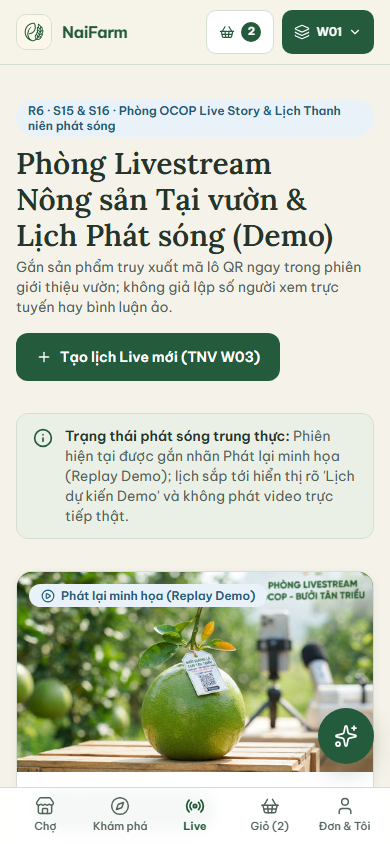 NaiFarm
2
W01
R6 · S15 & S16 · Phòng OCOP Live Story & Lịch Thanh
niên phát sóng
Phòng Livestream
Nông sản Tại vườn &
Lịch Phát sóng (Demo)
Gắn sản phẩm truy xuất mã lô QR ngay trong phiên
giới thiệu vườn; không giả lập số người xem trực
tuyến hay bình luận ảo.
Tạo lịch Live mới (TNV W03)
Trạng thái phát sóng trung thực: Phiên
hiện tại được gắn nhãn Phát lại minh họa
(Replay Demo); lịch sắp tới hiển thị rõ 'Lịch
dự kiến Demo' và không phát video trực
tiếp thật.
Phát lại minh họa (Replay Demo)
PHÒNG LIVESTREAM
COP - BƯỞI TÂN TRIỀU
Chợ
Khám phá
Live
Giỏ (2)
Đơn & Tôi